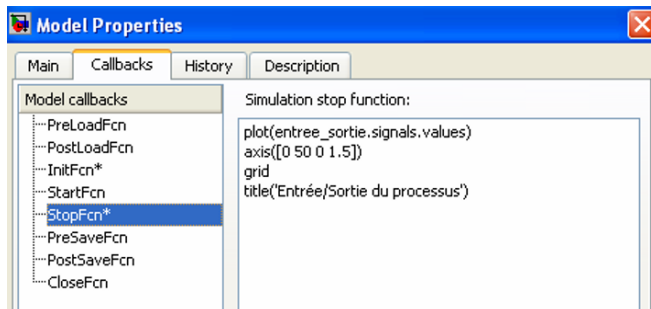 Model Properties
Main Callbacks History Description
Model callbacks
PreLoadFcn
PostLoadFcn
InitFcn*
StartFcn
StopFcn*
PreSaveFcn
PostSaveFcn
CloseFcn
Simulation stop function:
plot(entree_sortie.signals.values)
axis([0 50 0 1.5])
grid
title('Entrée/Sortie du processus')